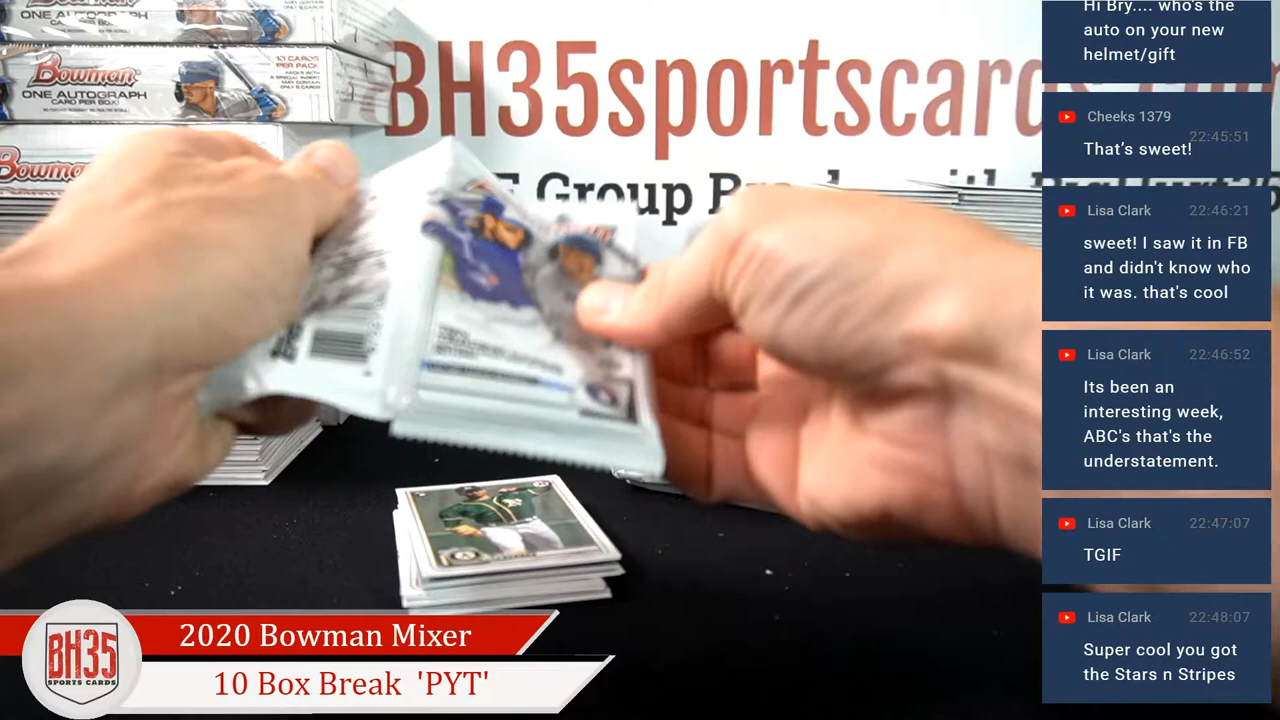 ONE AUTOGRAPH
CARD PER BOX!
Bowman
ONE AUTOGRAPH
CARD PER BOX!
10 CARDS
PER PACK
BH35sportscard
Group
2020 Bowman Mixer
10 Box Break 'PYT'
BH35
SPORTS CARDS
Hi Bry.... who's the
auto on your new
helmet/gift
Cheeks 1379
22:45:51
That's sweet!
Lisa Clark 22:46:21
sweet! I saw it in FB
and didn't know who
it was. that's cool
Lisa Clark 22:46:52
Its been an
interesting week,
ABC's that's the
understatement.
Lisa Clark 22:47:07
TGIF
Lisa Clark 22:48:07
Super cool you got
the Stars n Stripes